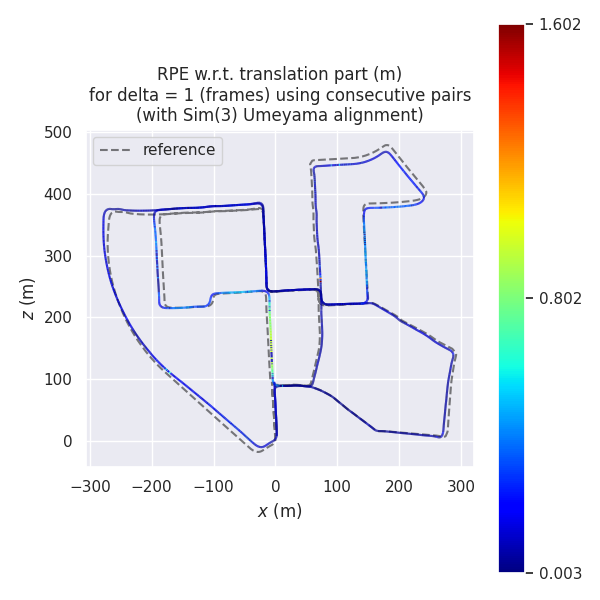 RPE w.r.t. translation part (m)
for delta = 1 (frames) using consecutive pairs
(with Sim(3) Umeyama alignment)
reference
500
400
300
200
100
0
z (m)
−300
−200
−100
0
100
200
300
x (m)
1.602
0.802
0.003